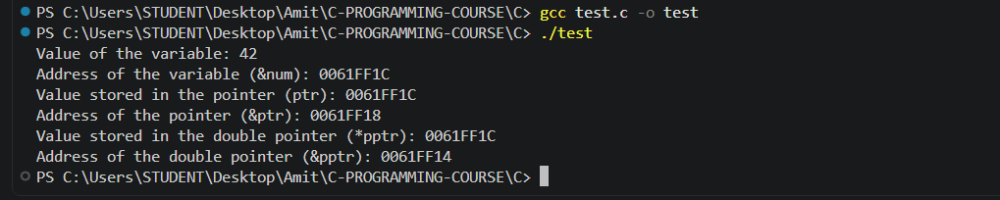 PS C:\Users\STUDENT\Desktop\Amit\C-PROGRAMMING-COURSE\C> gcc test.c -o test
PS C:\Users\STUDENT\Desktop\Amit\C-PROGRAMMING-COURSE\C> ./test
Value of the variable: 42
Address of the variable (&num): 0061FF1C
Value stored in the pointer (ptr): 0061FF1C
Address of the pointer (&ptr): 0061FF18
Value stored in the double pointer (*pptr): 0061FF1C
Address of the double pointer (&pptr): 0061FF14
PS C:\Users\STUDENT\Desktop\Amit\C-PROGRAMMING-COURSE\C>